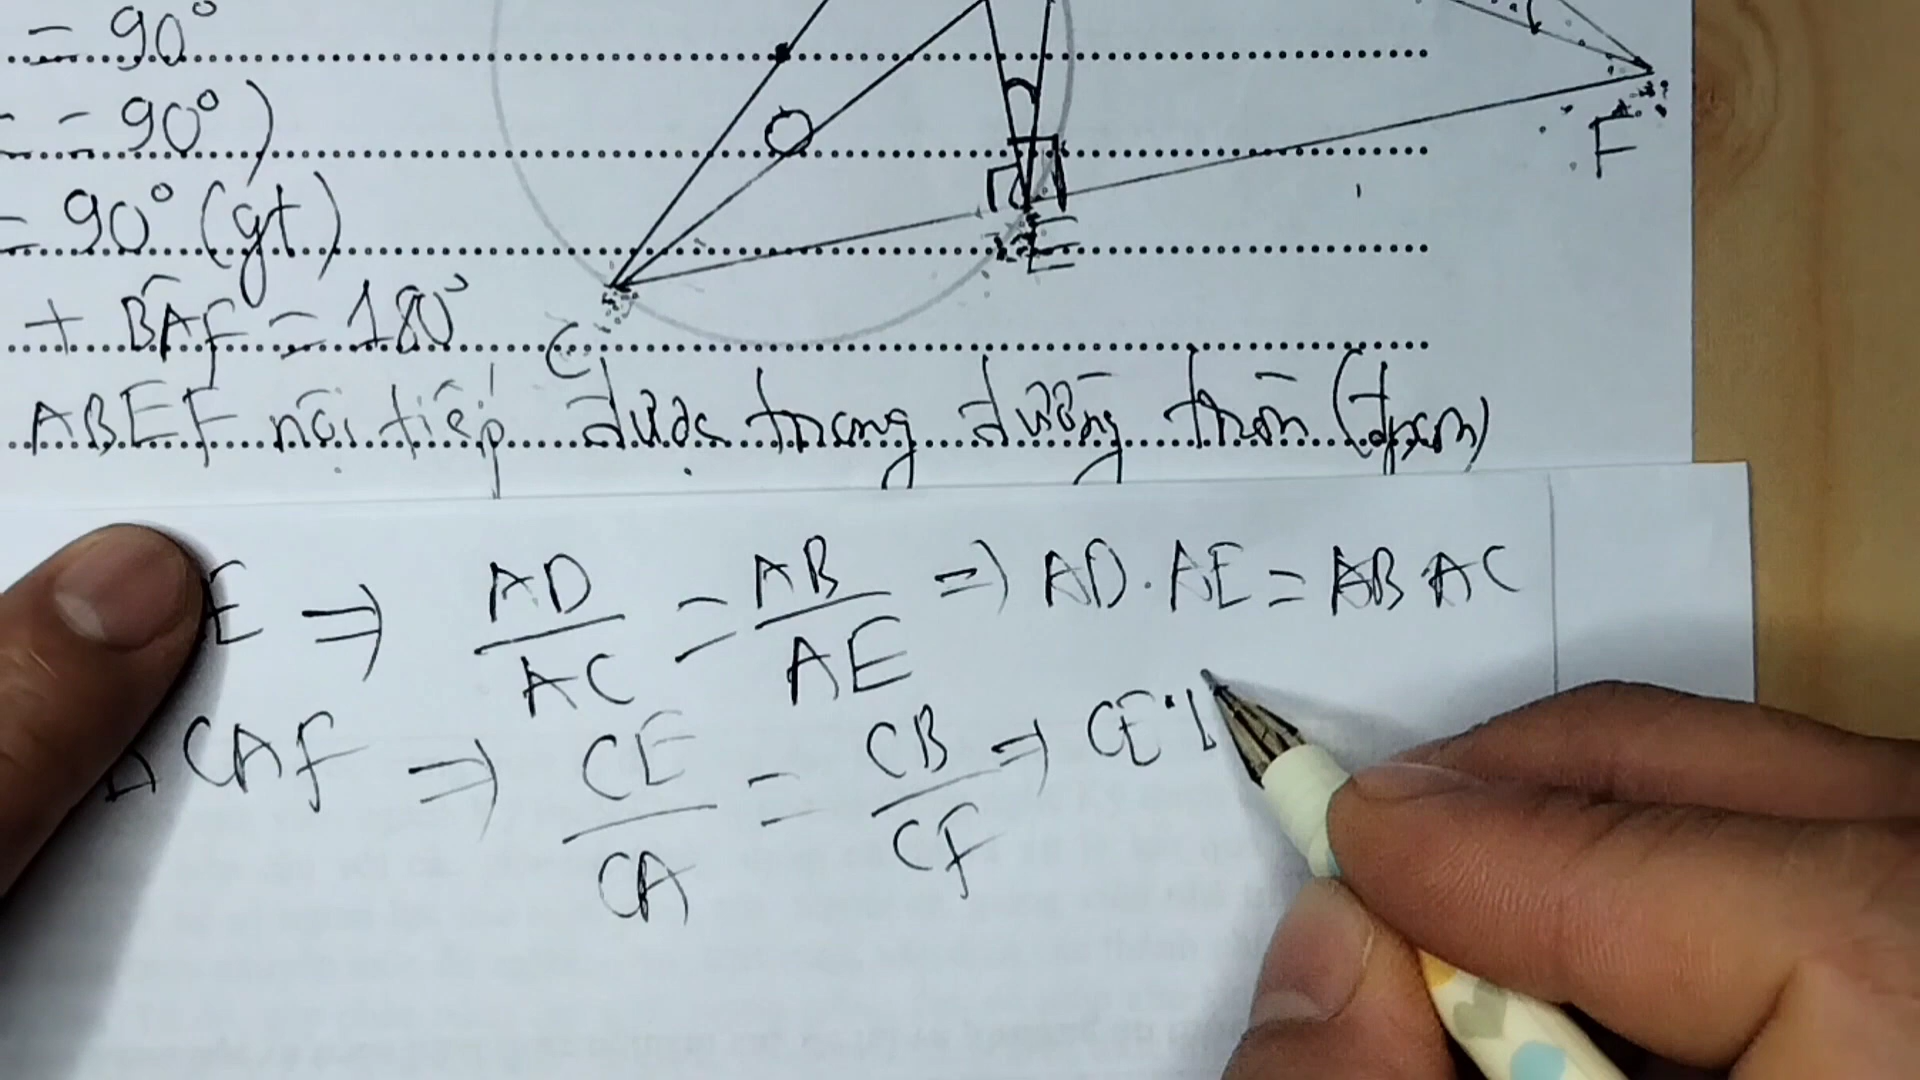 = 90°
= 90°)
= 90° (gt)
+ BAF = 180°
C
E
F
ABEF nội tiếp được trong đường tròn (đpcm)
E ⇒ AD/AC = AB/AE ⇒ AD.AE = AB.AC
ΔCAF ⇒ CE/CA = CB/CF ⇒ CE.